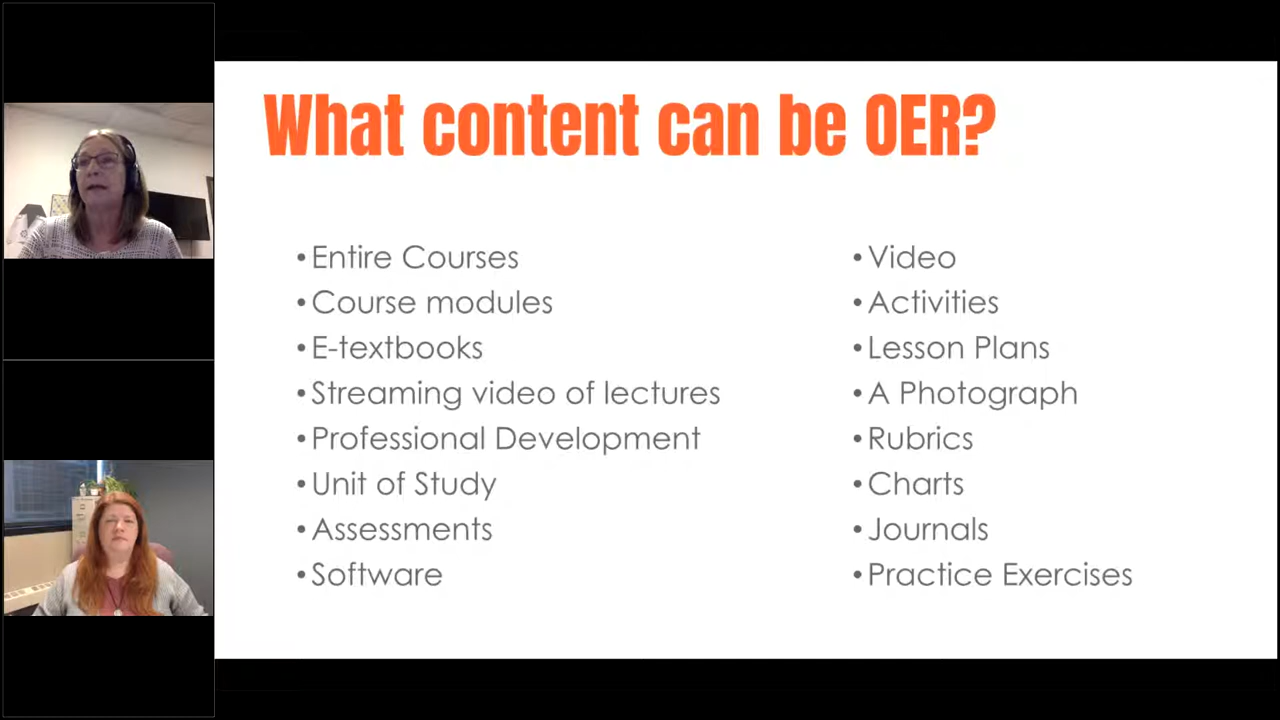 What content can be OER?
• Entire Courses
• Course modules
• E-textbooks
• Streaming video of lectures
• Professional Development
• Unit of Study
• Assessments
• Software
• Video
• Activities
• Lesson Plans
• A Photograph
• Rubrics
• Charts
• Journals
• Practice Exercises